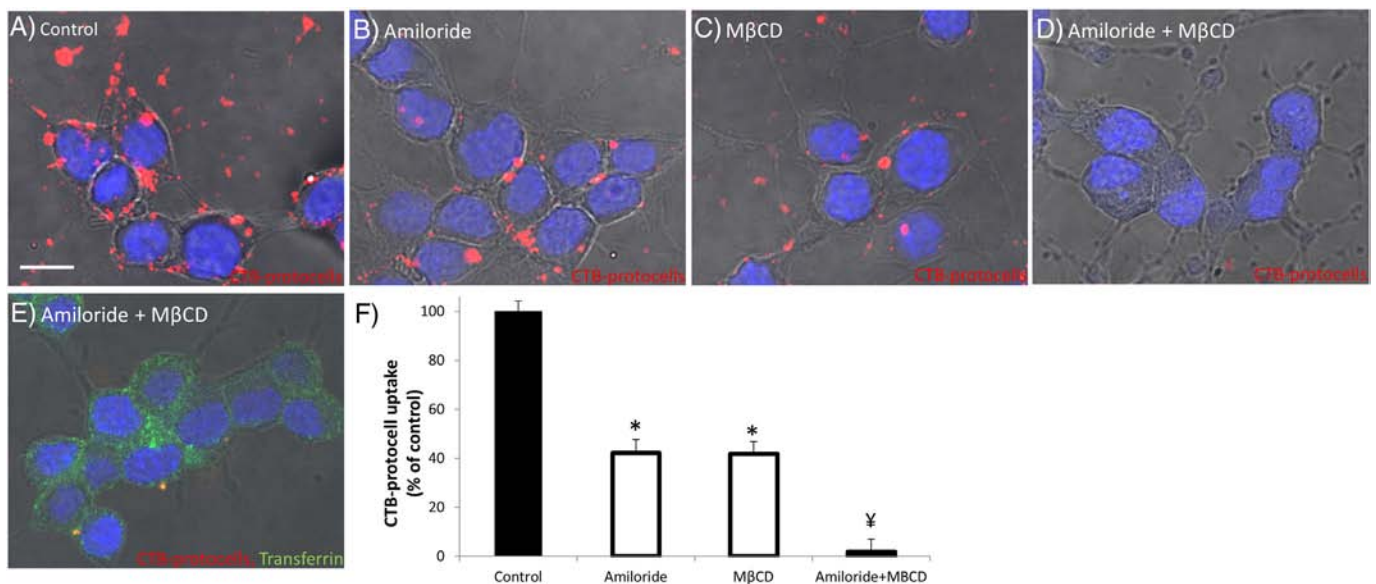 A) Control
CTB-protocells
B) Amiloride
CTB-protocells
C) MβCD
CTB-protocells
D) Amiloride + MβCD
CTB-protocells
E) Amiloride + MβCD
CTB-protocells, Transferrin
F)
CTB-protocell uptake
(% of control)
100
80
60
40
20
0
*
*
¥
Control
Amiloride
MβCD
Amiloride+MBCD